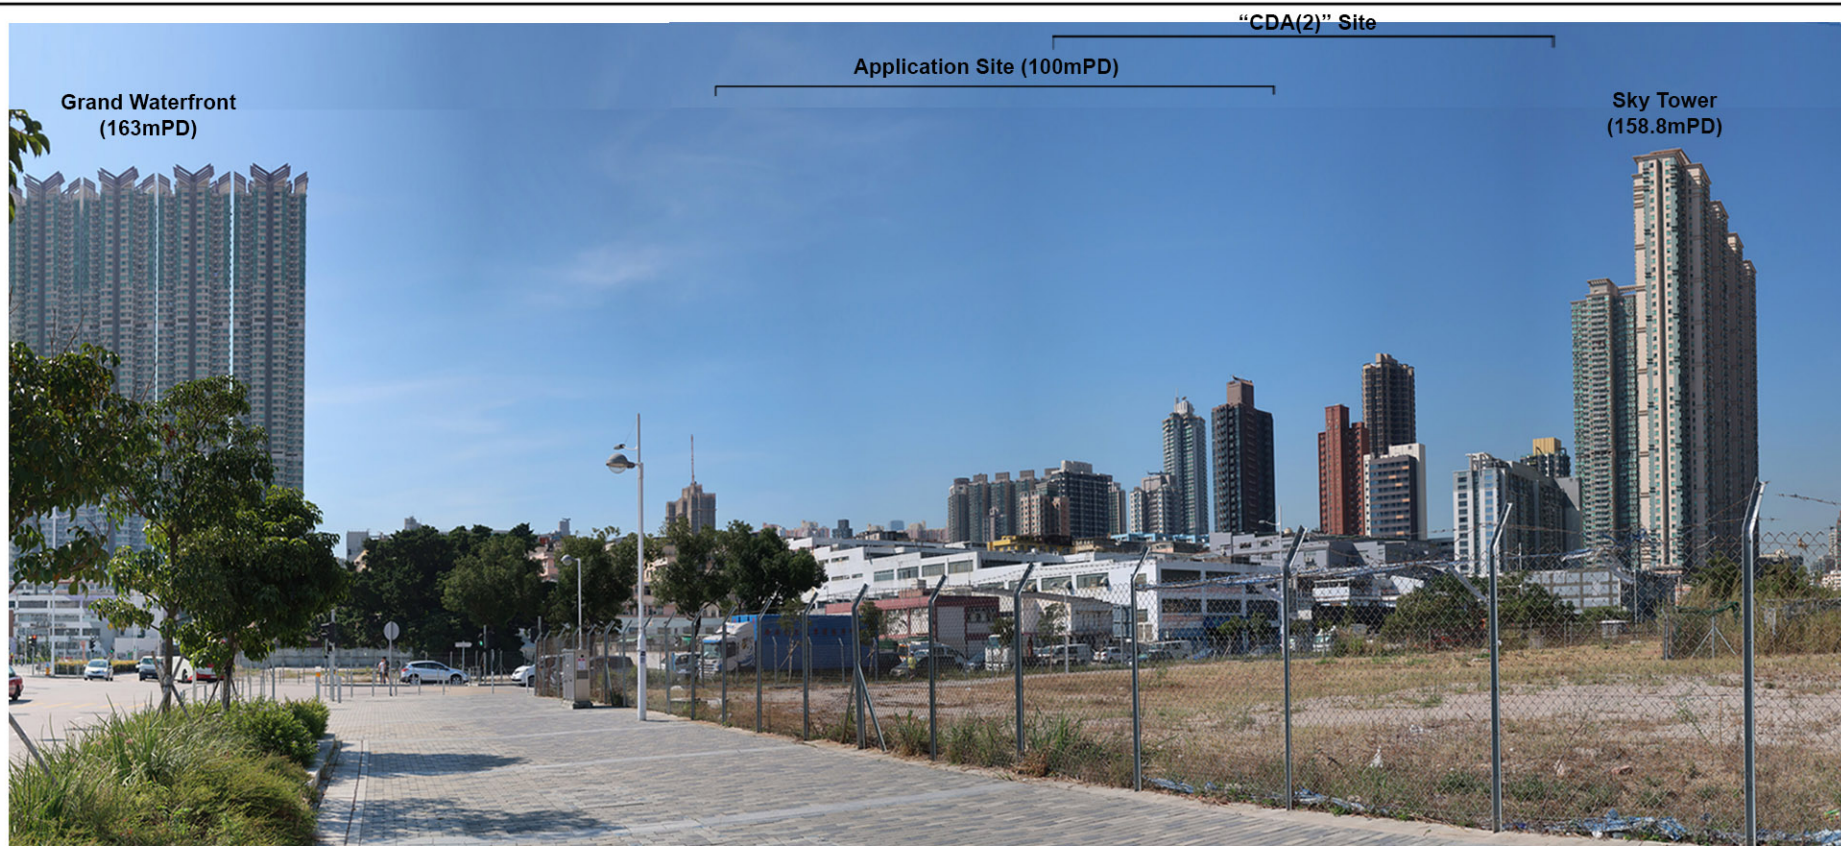 “CDA(2)” Site
Application Site (100mPD)
Grand Waterfront
(163mPD)
Sky Tower
(158.8mPD)